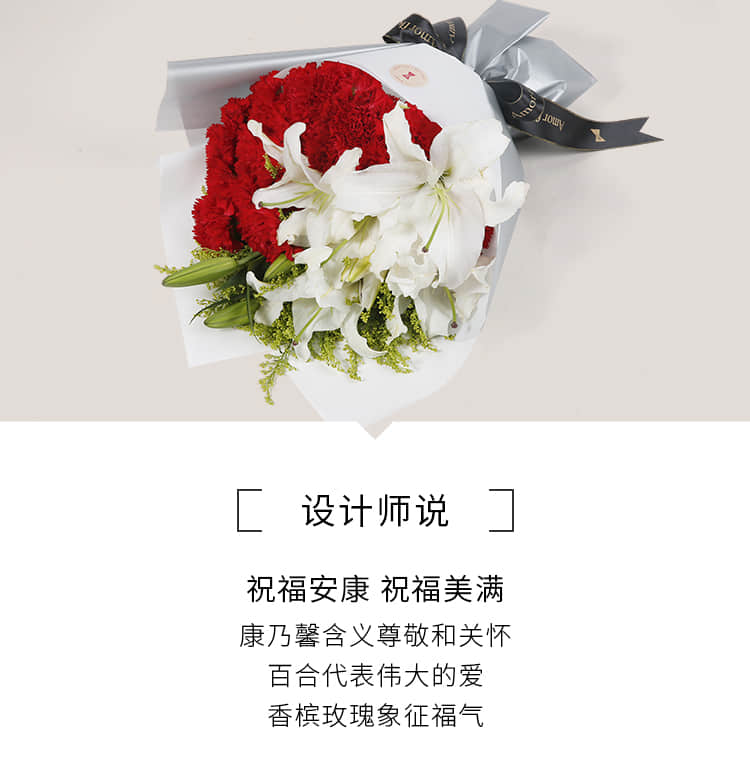 Amor
Amor
设计师说
祝福安康 祝福美满
康乃馨含义尊敬和关怀
百合代表伟大的爱
香槟玫瑰象征福气